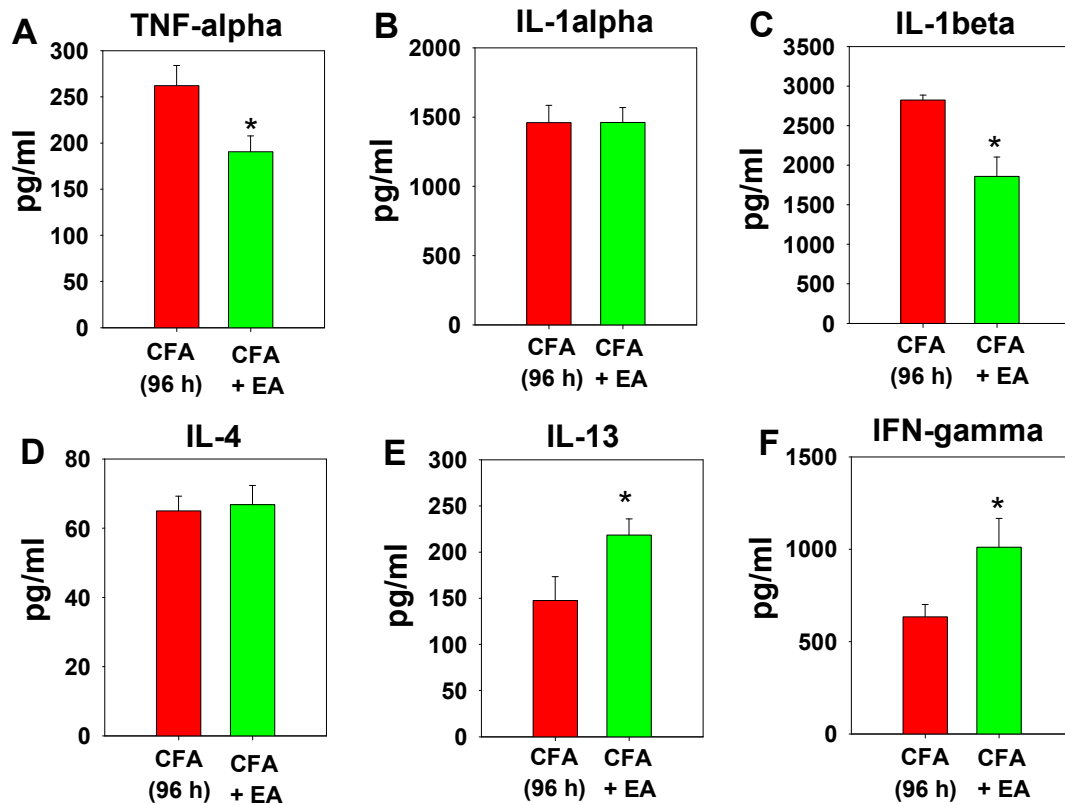 A
TNF-alpha
pg/ml
300
250
200
150
100
50
0
*
CFA
(96 h)
CFA
+ EA
B
IL-1alpha
pg/ml
2000
1500
1000
500
0
CFA
(96 h)
CFA
+ EA
C
IL-1beta
pg/ml
3500
3000
2500
2000
1500
1000
500
0
*
CFA
(96 h)
CFA
+ EA
D
IL-4
pg/ml
80
60
40
20
0
CFA
(96 h)
CFA
+ EA
E
IL-13
pg/ml
300
250
200
150
100
50
0
*
CFA
(96 h)
CFA
+ EA
F
IFN-gamma
pg/ml
1500
1000
500
0
*
CFA
(96 h)
CFA
+ EA